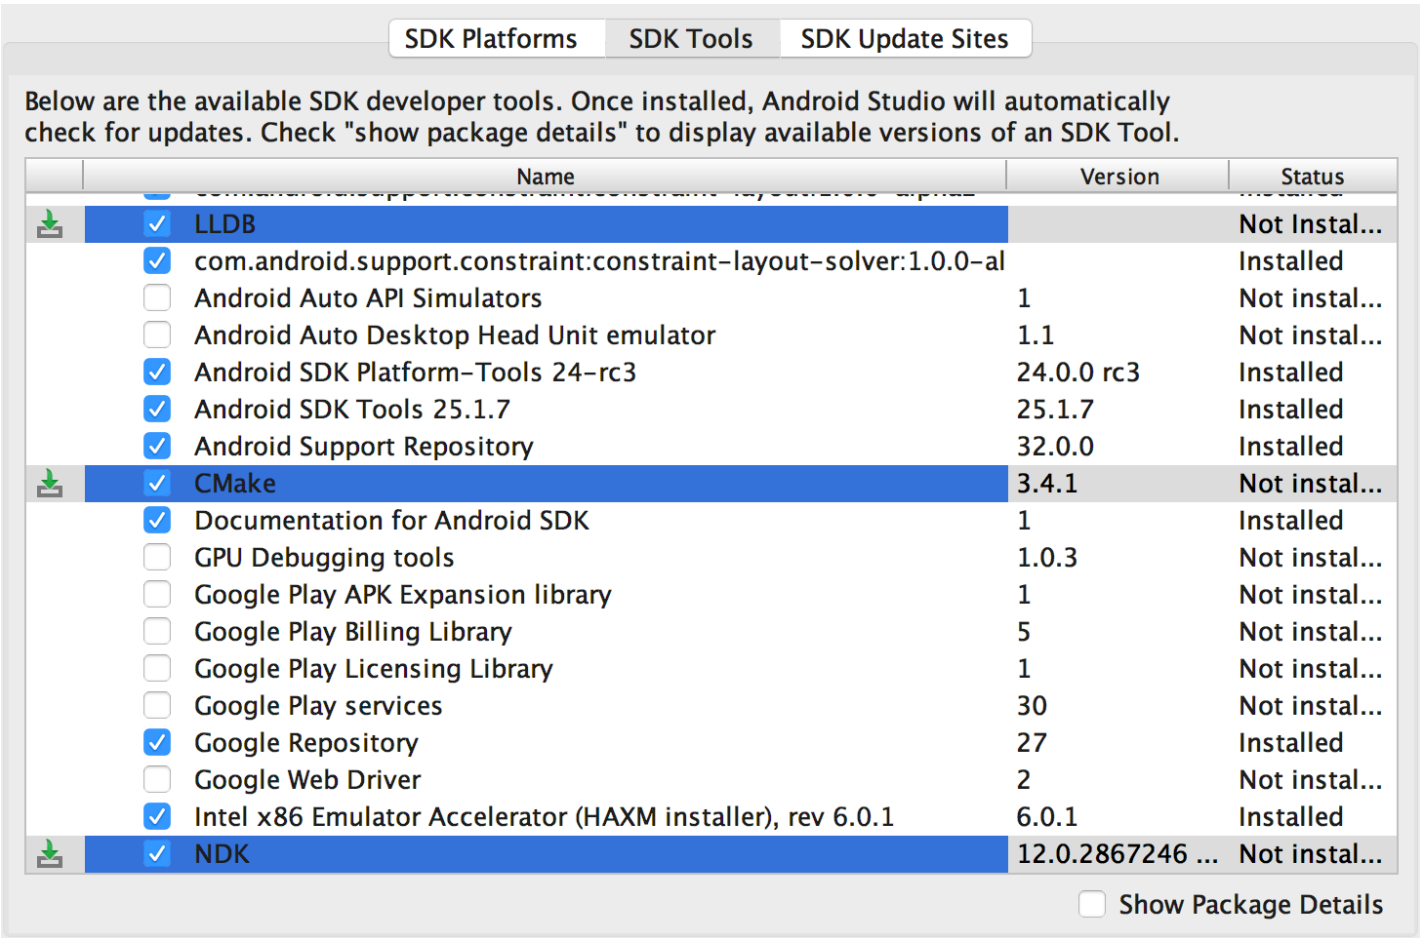 SDK Platforms SDK Tools SDK Update Sites
Below are the available SDK developer tools. Once installed, Android Studio will automatically
check for updates. Check "show package details" to display available versions of an SDK Tool.
Name Version Status
LLDB Not Instal...
com.android.support.constraint:constraint-layout-solver:1.0.0-al Installed
Android Auto API Simulators 1 Not instal...
Android Auto Desktop Head Unit emulator 1.1 Not instal...
Android SDK Platform-Tools 24-rc3 24.0.0 rc3 Installed
Android SDK Tools 25.1.7 25.1.7 Installed
Android Support Repository 32.0.0 Installed
CMake 3.4.1 Not instal...
Documentation for Android SDK 1 Installed
GPU Debugging tools 1.0.3 Not instal...
Google Play APK Expansion library 1 Not instal...
Google Play Billing Library 5 Not instal...
Google Play Licensing Library 1 Not instal...
Google Play services 30 Not instal...
Google Repository 27 Installed
Google Web Driver 2 Not instal...
Intel x86 Emulator Accelerator (HAXM installer), rev 6.0.1 6.0.1 Installed
NDK 12.0.2867246 ... Not instal...
Show Package Details